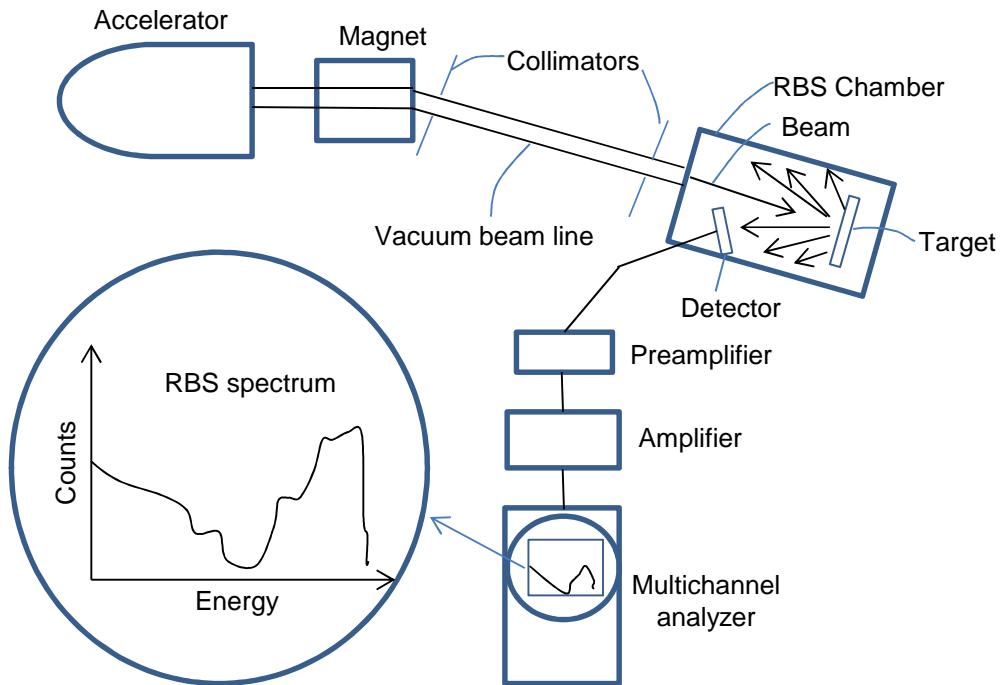 Accelerator
Magnet
Collimators
RBS Chamber
Beam
Vacuum beam line
Target
Detector
Preamplifier
RBS spectrum
Amplifier
Counts
Energy
Multichannel
analyzer